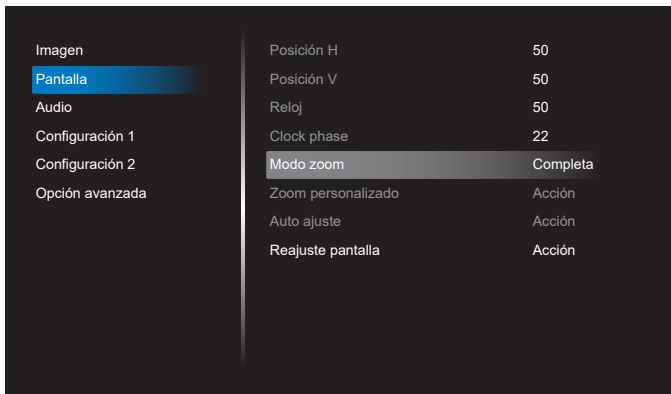 Imagen
Pantalla
Audio
Configuración 1
Configuración 2
Opción avanzada
Posición H 50
Posición V 50
Reloj 50
Clock phase 22
Modo zoom Completa
Zoom personalizado Acción
Auto ajuste Acción
Reajuste pantalla Acción